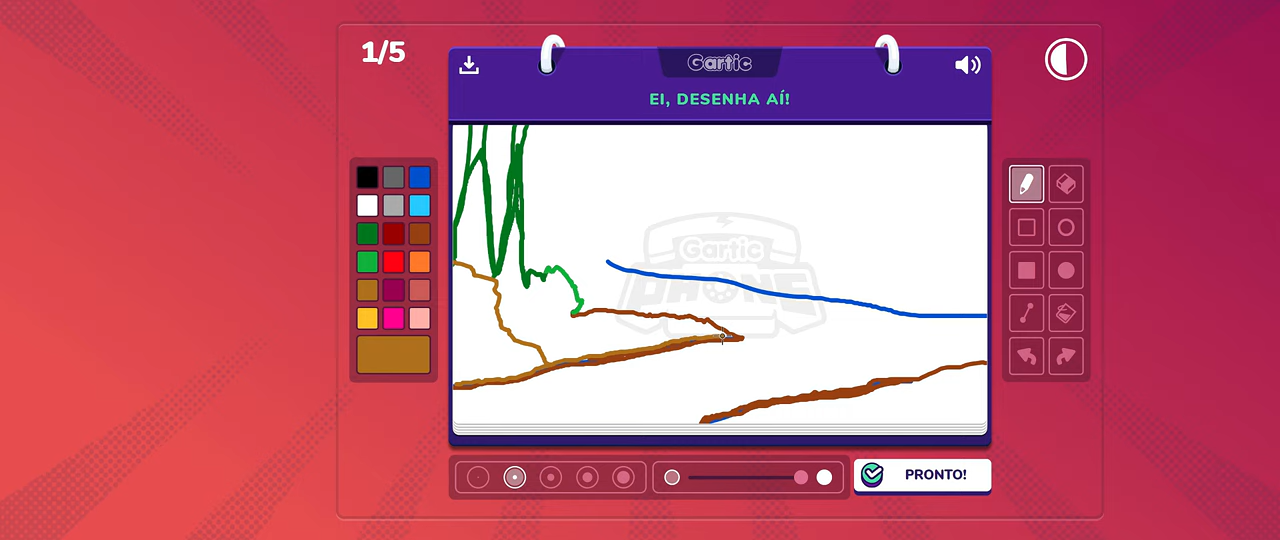 1/5
Gartic
EI, DESENHA AÍ!
Gartic
PHONE
PRONTO!